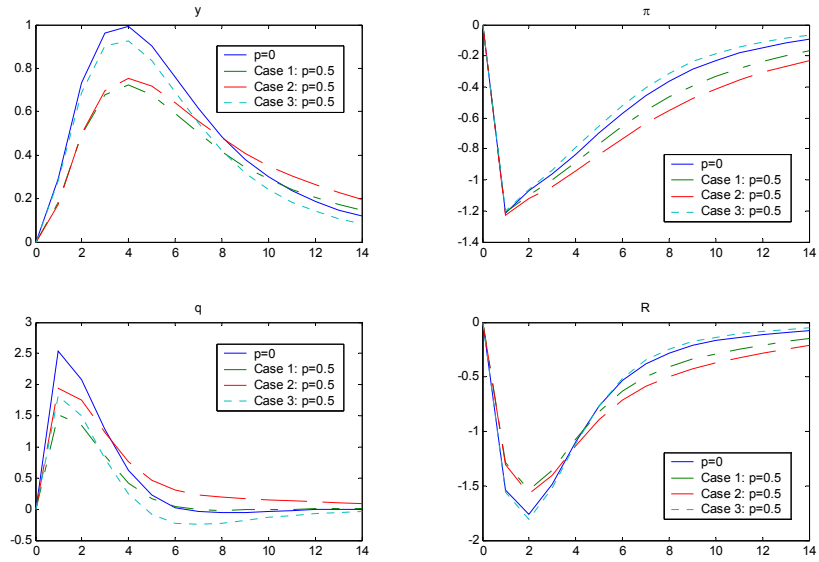 y
1
0.8
0.6
0.4
0.2
0
0 2 4 6 8 10 12 14
p=0
Case 1: p=0.5
Case 2: p=0.5
Case 3: p=0.5
π
0
-0.2
-0.4
-0.6
-0.8
-1
-1.2
-1.4
0 2 4 6 8 10 12 14
p=0
Case 1: p=0.5
Case 2: p=0.5
Case 3: p=0.5
q
3
2.5
2
1.5
1
0.5
0
-0.5
0 2 4 6 8 10 12 14
p=0
Case 1: p=0.5
Case 2: p=0.5
Case 3: p=0.5
R
0
-0.5
-1
-1.5
-2
0 2 4 6 8 10 12 14
p=0
Case 1: p=0.5
Case 2: p=0.5
Case 3: p=0.5